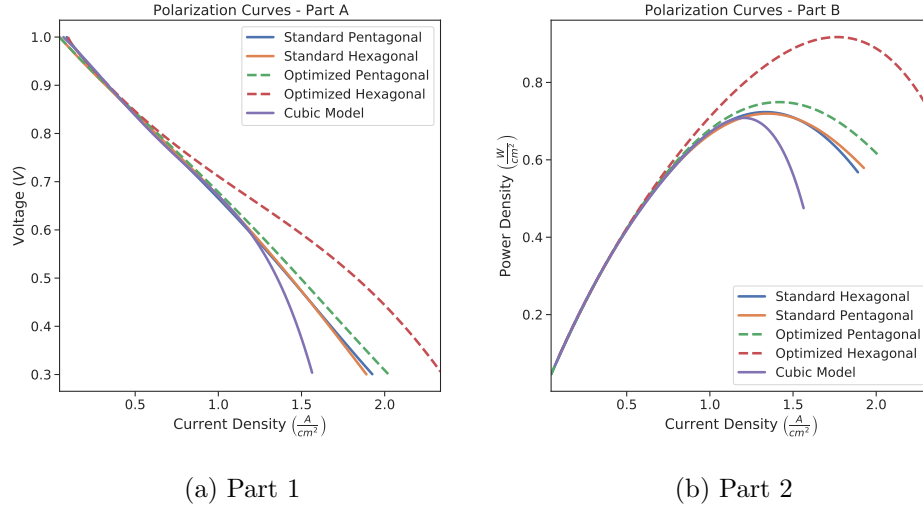 Polarization Curves - Part A
Voltage (V)
1.0
0.9
0.8
0.7
0.6
0.5
0.4
0.3
0.5
1.0
1.5
2.0
Current Density (A/cm²)
Standard Pentagonal
Standard Hexagonal
Optimized Pentagonal
Optimized Hexagonal
Cubic Model
(a) Part 1
Polarization Curves - Part B
Power Density (W/cm²)
0.8
0.6
0.4
0.2
0.5
1.0
1.5
2.0
Current Density (A/cm²)
Standard Hexagonal
Standard Pentagonal
Optimized Pentagonal
Optimized Hexagonal
Cubic Model
(b) Part 2